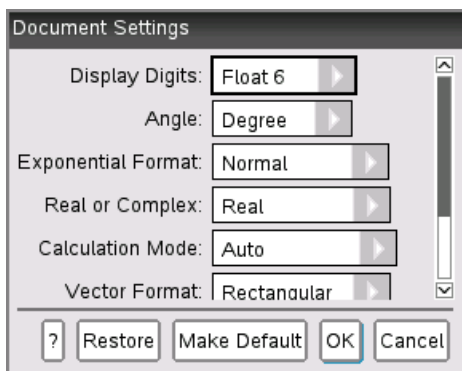 Document Settings
Display Digits: Float 6
Angle: Degree
Exponential Format: Normal
Real or Complex: Real
Calculation Mode: Auto
Vector Format: Rectangular
? Restore Make Default OK Cancel